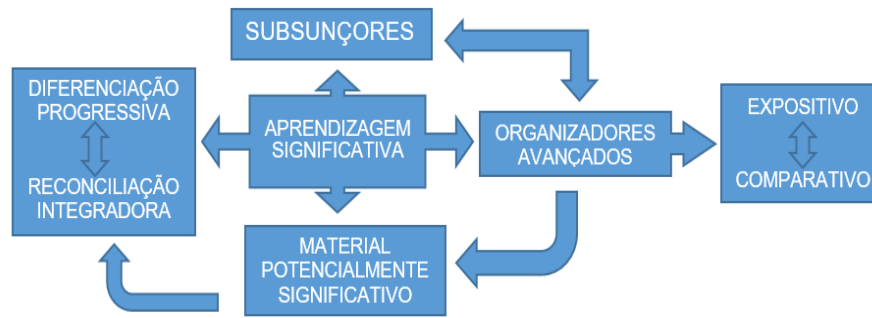 SUBSUNÇORES
DIFERENCIAÇÃO
PROGRESSIVA
RECONCILIAÇÃO
INTEGRADORA
APRENDIZAGEM
SIGNIFICATIVA
ORGANIZADORES
AVANÇADOS
EXPOSITIVO
COMPARATIVO
MATERIAL
POTENCIALMENTE
SIGNIFICATIVO